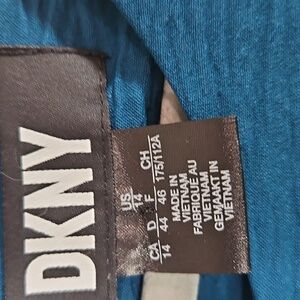 DKNY
US CA
14 14
D 44
F 46
CH 175/112A
MADE IN
VIETNAM
FABRIQUÉ AU
VIETNAM
GEMAAKT IN
VIETNAM